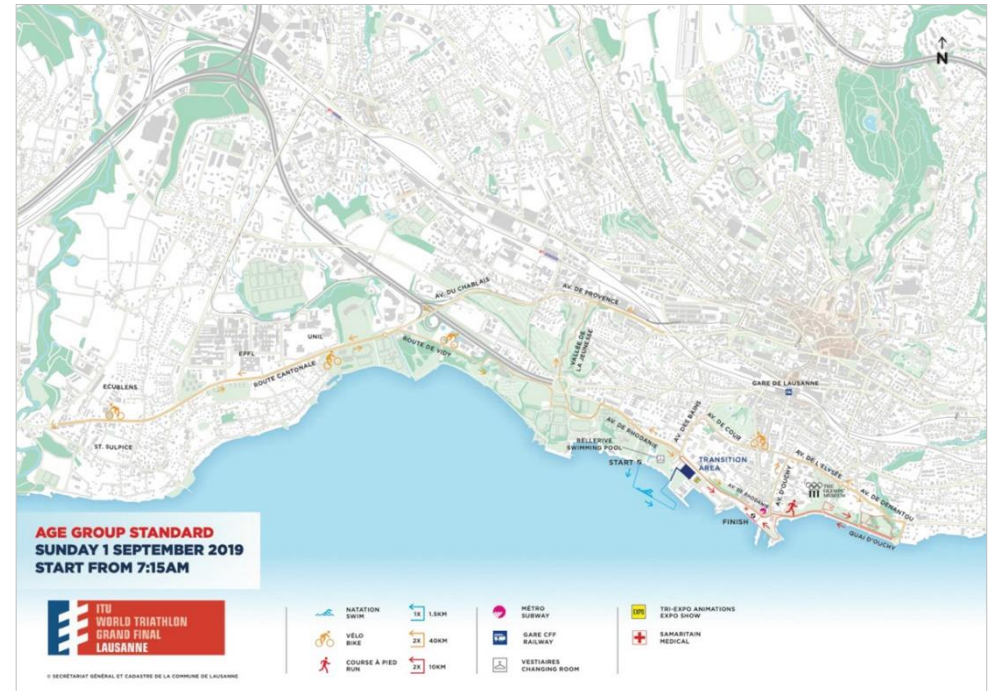 N
AV. DU CHABLAIS
AV. DE PROVENCE
UNIL
ROUTE DE VIDY
VALLÉE DE
LA JEUNESSE
EPFL
ROUTE CANTONALE
ECUBLENS
GARE DE LAUSANNE
ST. SULPICE
AV. DE RHODANIE
AV. DES BAINS
AV. DE COUR
BELLERIVE
SWIMMING POOL
START
TRANSITION
AREA
AV. DE L'ELYSÉE
AV. D'OUCHY
AV. DE RHODANIE
THE
OLYMPIC
MUSEUM
AV. DE DENANTOU
FINISH
QUAI D'OUCHY
AGE GROUP STANDARD
SUNDAY 1 SEPTEMBER 2019
START FROM 7:15AM
ITU
WORLD TRIATHLON
GRAND FINAL
LAUSANNE
© SECRÉTARIAT GÉNÉRAL ET CADASTRE DE LA COMMUNE DE LAUSANNE
NATATION
SWIM
1X 1.5KM
VÉLO
BIKE
2X 40KM
COURSE À PIED
RUN
2X 10KM
MÉTRO
SUBWAY
GARE CFF
RAILWAY
VESTIAIRES
CHANGING ROOM
EXPO
TRI-EXPO ANIMATIONS
EXPO SHOW
SAMARITAIN
MEDICAL